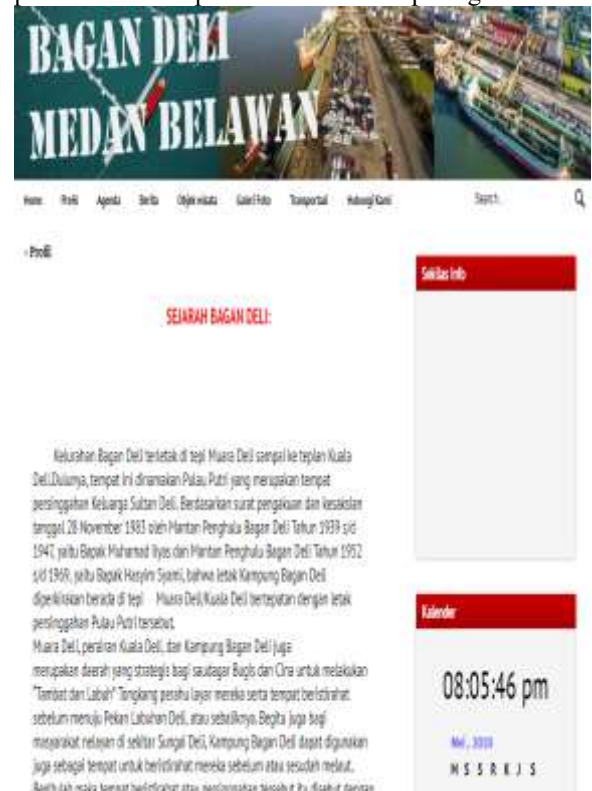 BAGAN DELI
MEDAN BELAWAN
Home Profil Agenda Berita Objek wisata Galeri Foto Transportasi Hubungi Kami Search..
- Profil
Sekilas Info
SEJARAH BAGAN DELI:
Kelurahan Bagan Deli terletak di tepi Muara Deli sampai ke tepian Kuala
Deli.Dulunya, tempat ini dinamakan Pulau Putri yang merupakan tempat
persinggahan Keluarga Sultan Deli. Berdasarkan surat pengakuan dan kesaksian
tanggal 28 November 1983 oleh Mantan Penghulu Bagan Deli Tahun 1939 s/d
1947, yaitu Bapak Muhamad Ilyas dan Mantan Penghulu Bagan Deli Tahun 1952
s/d 1969, yaitu Bapak Hasyim Syami, bahwa letak Kampung Bagan Deli
diperkirakan berada di tepi Muara Deli/Kuala Deli bertepatan dengan letak
persinggahan Pulau Putri tersebut.
Muara Deli, perairan Kuala Deli, dan Kampung Bagan Deli juga
merupakan daerah yang strategis bagi saudagar Bugis dan Cina untuk melakukan
"Tambat dan Labuh" Tongkang perahu layar mereka serta tempat beristirahat
sebelum menuju Pekan Labuhan Deli, atau sebaliknya. Begitu juga bagi
masyarakat nelayan di sekitar Sungai Deli, Kampung Bagan Deli dapat digunakan
juga sebagai tempat untuk beristirahat mereka sebelum atau sesudah melaut.
Kalender
08:05:46 pm
Mei , 2018
M S S R K J S